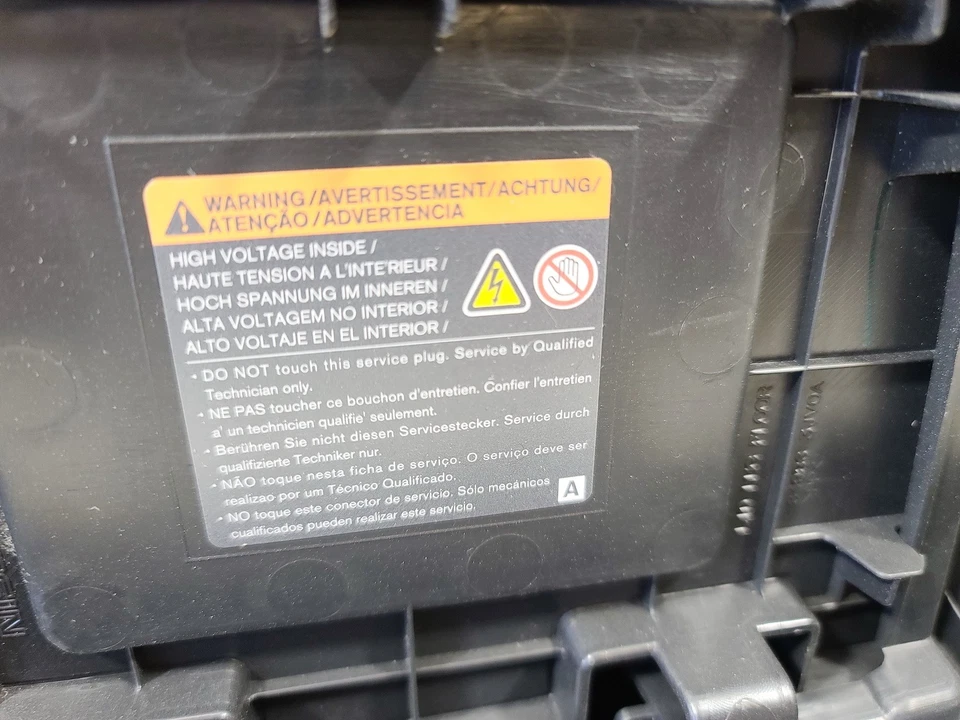 WARNING/AVERTISSEMENT/ACHTUNG/
ATENÇÃO/ADVERTENCIA
HIGH VOLTAGE INSIDE /
HAUTE TENSION A L'INTE'RIEUR /
HOCH SPANNUNG IM INNEREN /
ALTA VOLTAGEM NO INTERIOR /
ALTO VOLTAJE EN EL INTERIOR /
• DO NOT touch this service plug. Service by Qualified
Technician only.
• NE PAS toucher ce bouchon d'entretien. Confier l'entretien
a' un technicien qualifie' seulement.
• Berühren Sie nicht diesen Servicestecker. Service durch
qualifizierte Techniker nur.
• NÃO toque nesta ficha de serviço. O serviço deve ser
realizao por um Técnico Qualificado.
• NO toque este conector de servicio. Sólo mecánicos
cualificados pueden realizar este servicio.
A